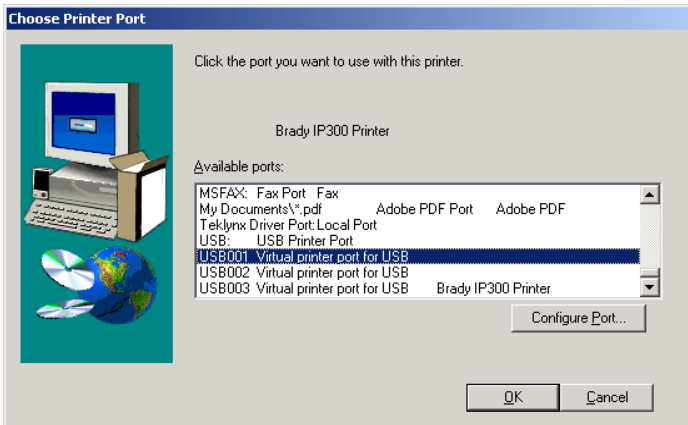 Choose Printer Port
Click the port you want to use with this printer.
Brady IP300 Printer
Available ports:
MSFAX: Fax Port Fax
My Documents\*.pdf Adobe PDF Port Adobe PDF
Teklynx Driver Port: Local Port
USB: USB Printer Port
USB001 Virtual printer port for USB
USB002 Virtual printer port for USB
USB003 Virtual printer port for USB Brady IP300 Printer
Configure Port...
OK Cancel